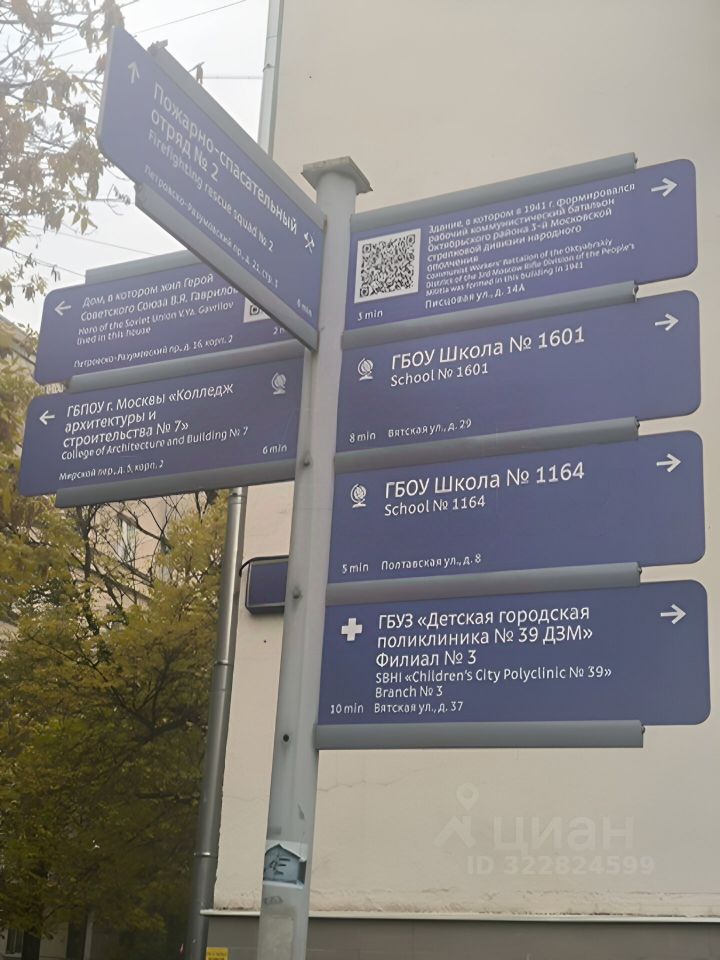 Пожарно-спасательный
отряд № 2
Firefighting rescue squad № 2
Петровско-Разумовский пр., д. 21, стр. 3
6 min
Дом, в котором жил Герой
Советского Союза В.Я. Гаврилов
Hero of the Soviet Union V.Ya. Gavrilov
lived in this house
Петровско-Разумовский пр., д. 16, корп. 2
2
ГБПОУ г. Москвы «Колледж
архитектуры и
строительства № 7»
College of Architecture and Building № 7
Мирской пер., д. 5, корп. 2
6 min
Здание, в котором в 1941 г. формировался
рабочий коммунистический батальон
Октябрьского района 3-й Московской
стрелковой дивизии народного
ополчения
Communist Workers' Battalion of the Oktyabrskiy
District of the 3rd Moscow Rifle Division of the People's
Militia was formed in this building in 1941
3 min Писцовая ул., д. 14А
ГБОУ Школа № 1601
School № 1601
8 min Вятская ул., д. 29
ГБОУ Школа № 1164
School № 1164
5 min Полтавская ул., д. 8
ГБУЗ «Детская городская
поликлиника № 39 ДЗМ»
Филиал № 3
SBHI «Children's City Polyclinic № 39»
Branch № 3
10 min Вятская ул., д. 37
циан
ID 322824599